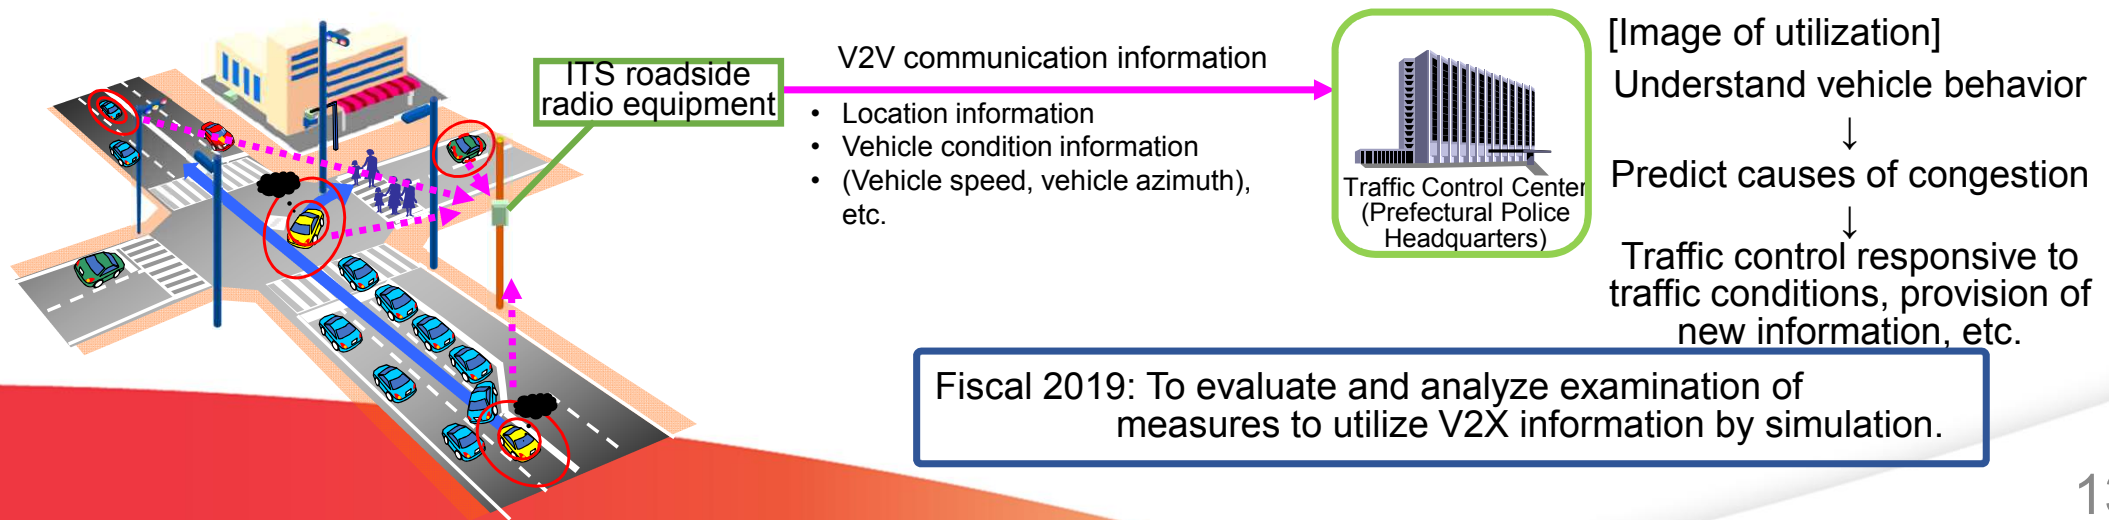 ITS roadside
radio equipment
V2V communication information
• Location information
• Vehicle condition information
• (Vehicle speed, vehicle azimuth),
etc.
Traffic Control Center
(Prefectural Police
Headquarters)
[Image of utilization]
Understand vehicle behavior
↓
Predict causes of congestion
↓
Traffic control responsive to
traffic conditions, provision of
new information, etc.
Fiscal 2019: To evaluate and analyze examination of
measures to utilize V2X information by simulation.